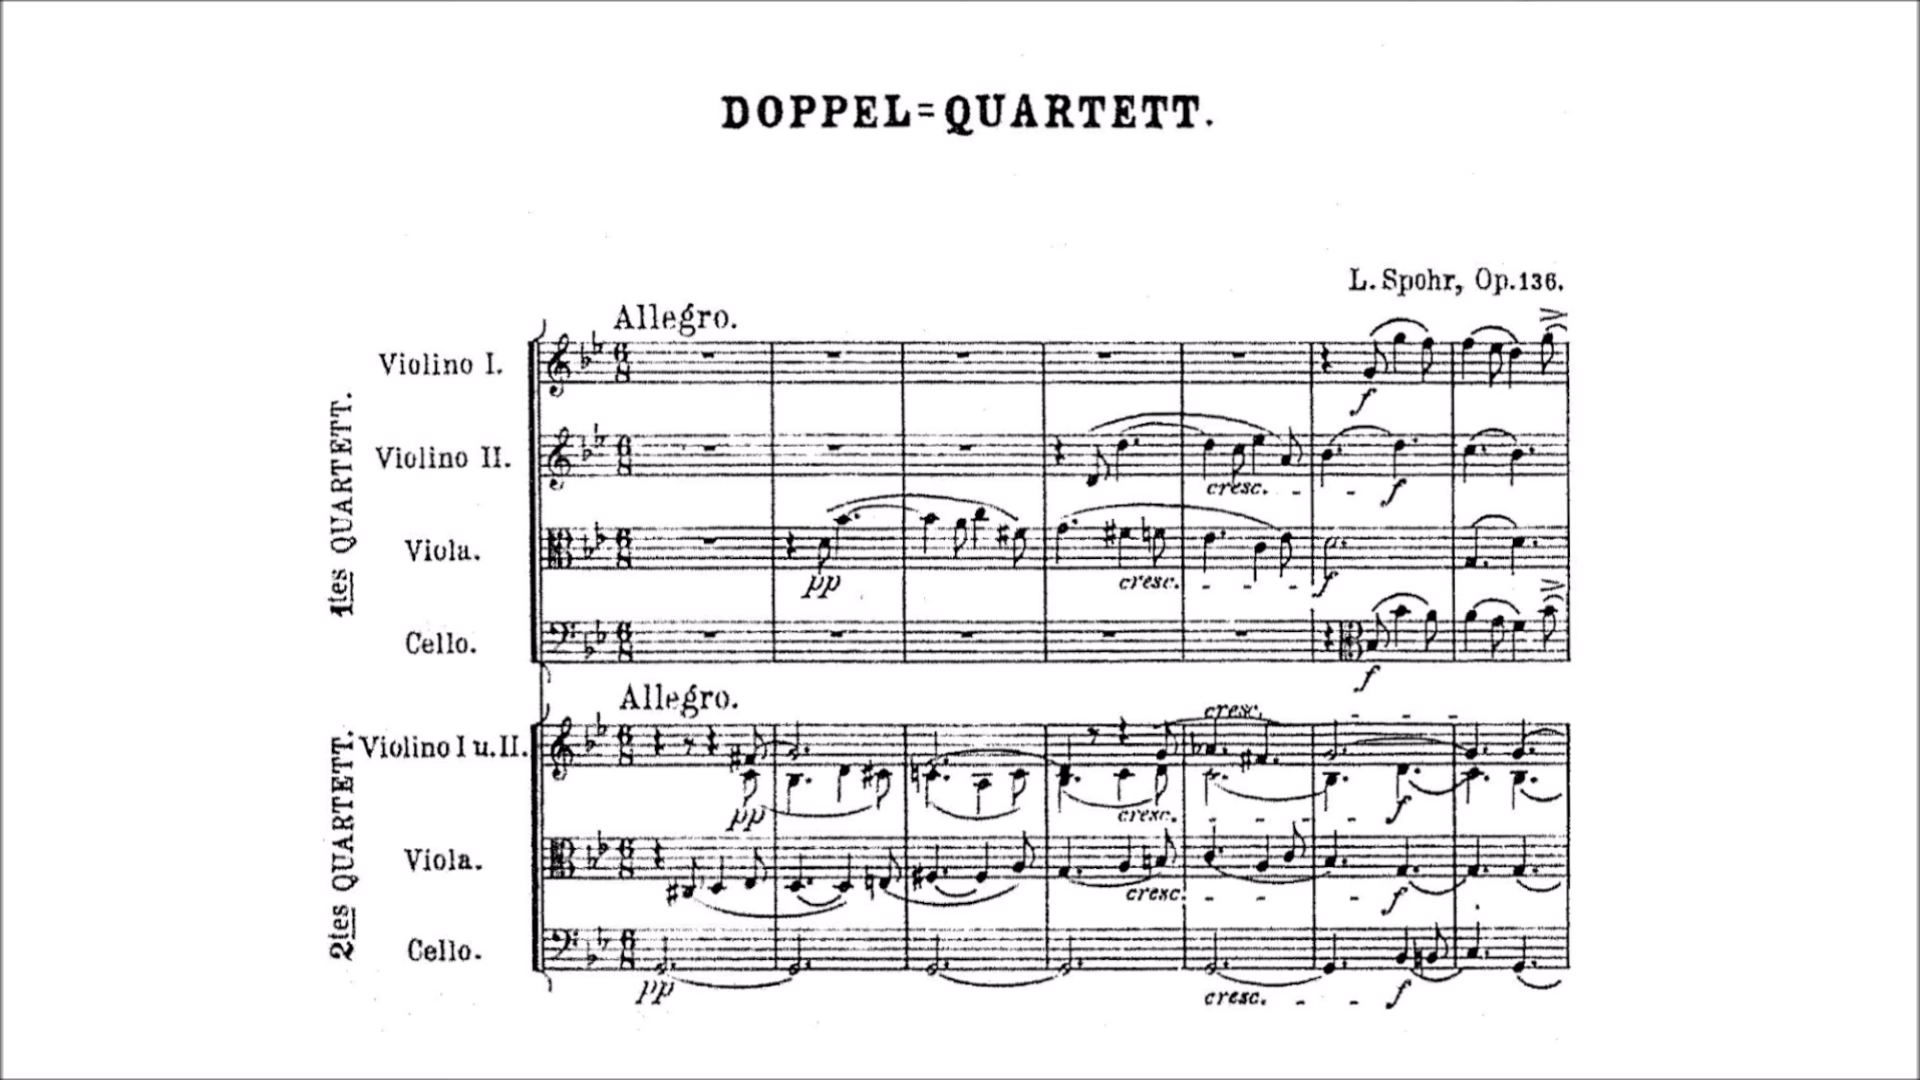 DOPPEL=QUARTETT.
L. Spohr, Op.136.
Allegro.
1tes QUARTETT.
Violino I.
f
Violino II.
cresc. - - f
Viola.
pp cresc. - - - f
Cello.
f
Allegro.
2tes QUARTETT.
cresc. - - -
Violino I u. II.
pp cresc. - - - - f
Viola.
cresc. - - - f
Cello.
pp cresc. - - f